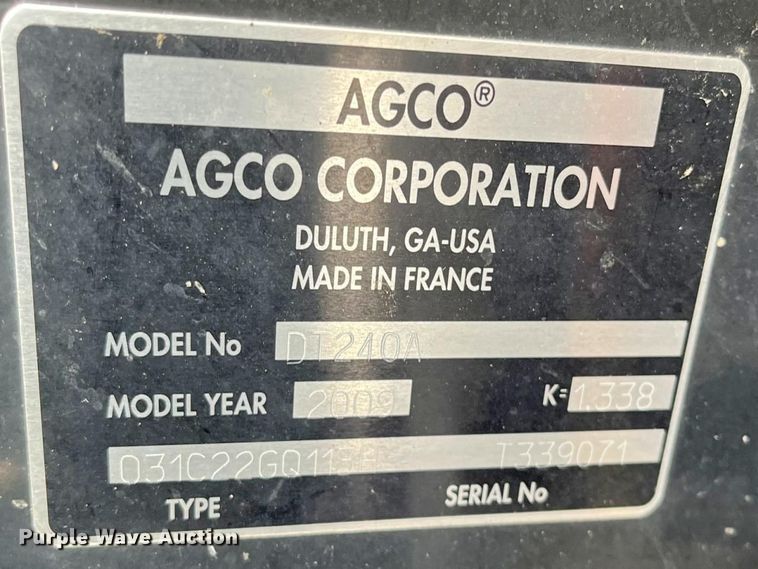 AGCO®
AGCO CORPORATION
DULUTH, GA-USA
MADE IN FRANCE
MODEL No DT240A
MODEL YEAR 2009 K= 1.338
T339071
TYPE SERIAL No
Purple Wave Auction